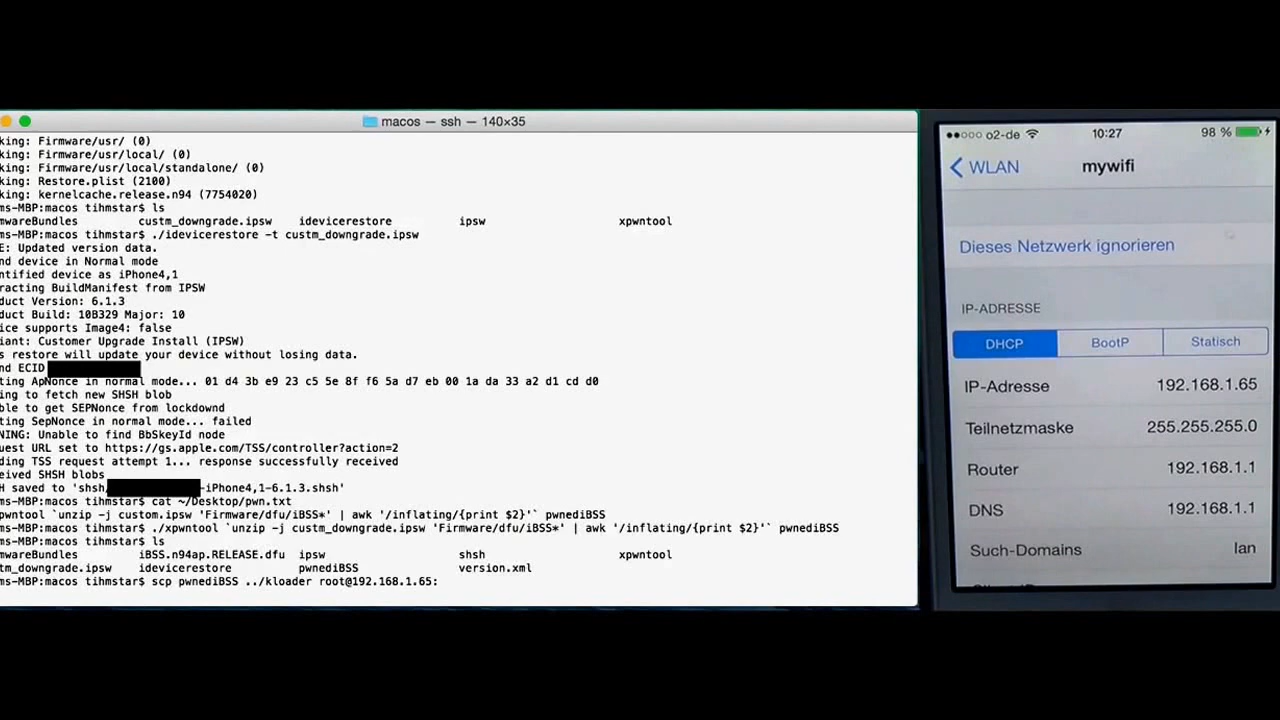 macos — ssh — 140×35
king: Firmware/usr/ (0)
king: Firmware/usr/local/ (0)
king: Firmware/usr/local/standalone/ (0)
king: Restore.plist (2100)
king: kernelcache.release.n94 (7754020)
ms-MBP:macos tihmstar$ ls
mwareBundles custm_downgrade.ipsw idevicerestore ipsw xpwntool
ms-MBP:macos tihmstar$ ./idevicerestore -t custm_downgrade.ipsw
E: Updated version data.
nd device in Normal mode
ntified device as iPhone4,1
racting BuildManifest from IPSW
duct Version: 6.1.3
duct Build: 10B329 Major: 10
ice supports Image4: false
iant: Customer Upgrade Install (IPSW)
s restore will update your device without losing data.
nd ECID
ting ApNonce in normal mode... 01 d4 3b e9 23 c5 5e 8f f6 5a d7 eb 00 1a da 33 a2 d1 cd d0
ing to fetch new SHSH blob
ble to get SEPNonce from lockdownd
ting SepNonce in normal mode... failed
NING: Unable to find BbSkeyId node
uest URL set to https://gs.apple.com/TSS/controller?action=2
ding TSS request attempt 1... response successfully received
eived SHSH blobs
H saved to 'shsh/ -iPhone4,1-6.1.3.shsh'
ms-MBP:macos tihmstar$ cat ~/Desktop/pwn.txt
xpwntool `unzip -j custom.ipsw 'Firmware/dfu/iBSS*' | awk '/inflating/{print $2}'` pwnediBSS
ms-MBP:macos tihmstar$ ./xpwntool `unzip -j custm_downgrade.ipsw 'Firmware/dfu/iBSS*' | awk '/inflating/{print $2}'` pwnediBSS
ms-MBP:macos tihmstar$ ls
mwareBundles iBSS.n94ap.RELEASE.dfu ipsw shsh xpwntool
tm_downgrade.ipsw idevicerestore pwnediBSS version.xml
ms-MBP:macos tihmstar$ scp pwnediBSS ../kloader root@192.168.1.65:
o2-de 10:27 98 %
WLAN mywifi
Dieses Netzwerk ignorieren
IP-ADRESSE
DHCP BootP Statisch
IP-Adresse 192.168.1.65
Teilnetzmaske 255.255.255.0
Router 192.168.1.1
DNS 192.168.1.1
Such-Domains lan